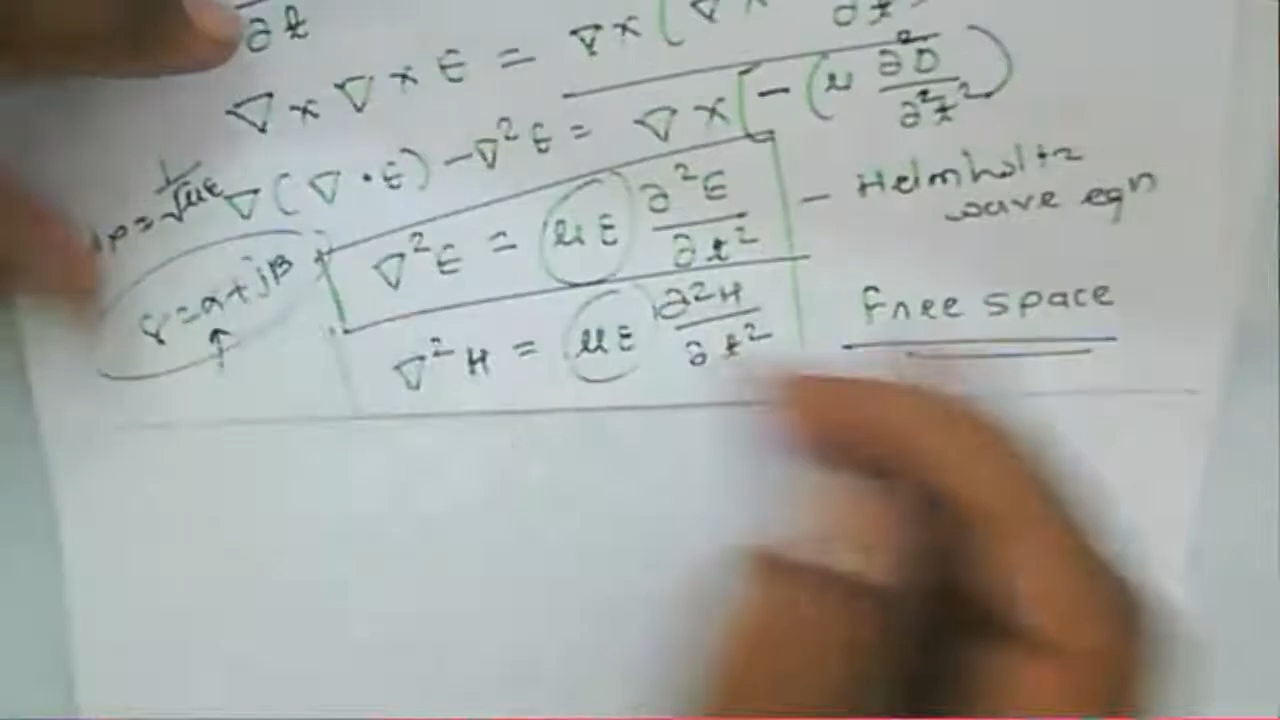 ∂t
∇×∇×E = ∇×(∇×
∂t
∇(∇·E) -∇²E = ∇×[-(μ ∂²D/∂²t²)
Vp = 1/√με
∇²E = με ∂²E/∂t² - Helmholtz
wave eqn
γ=α+jβ
∇²H = με ∂²H/∂t²
free space